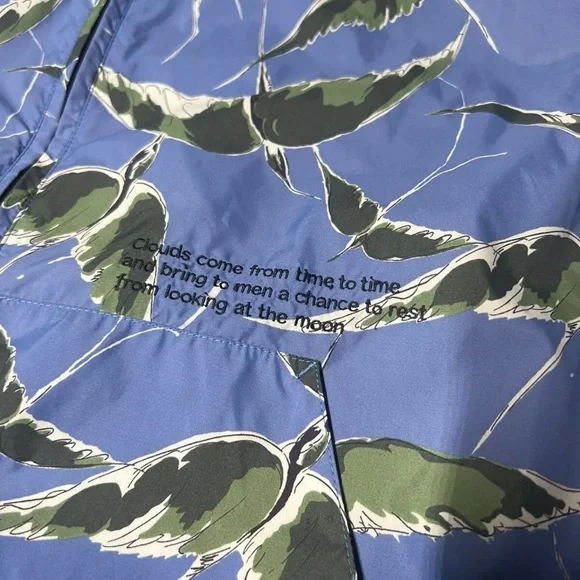 Clouds come from time to time
and bring to men a chance to rest
from looking at the moon